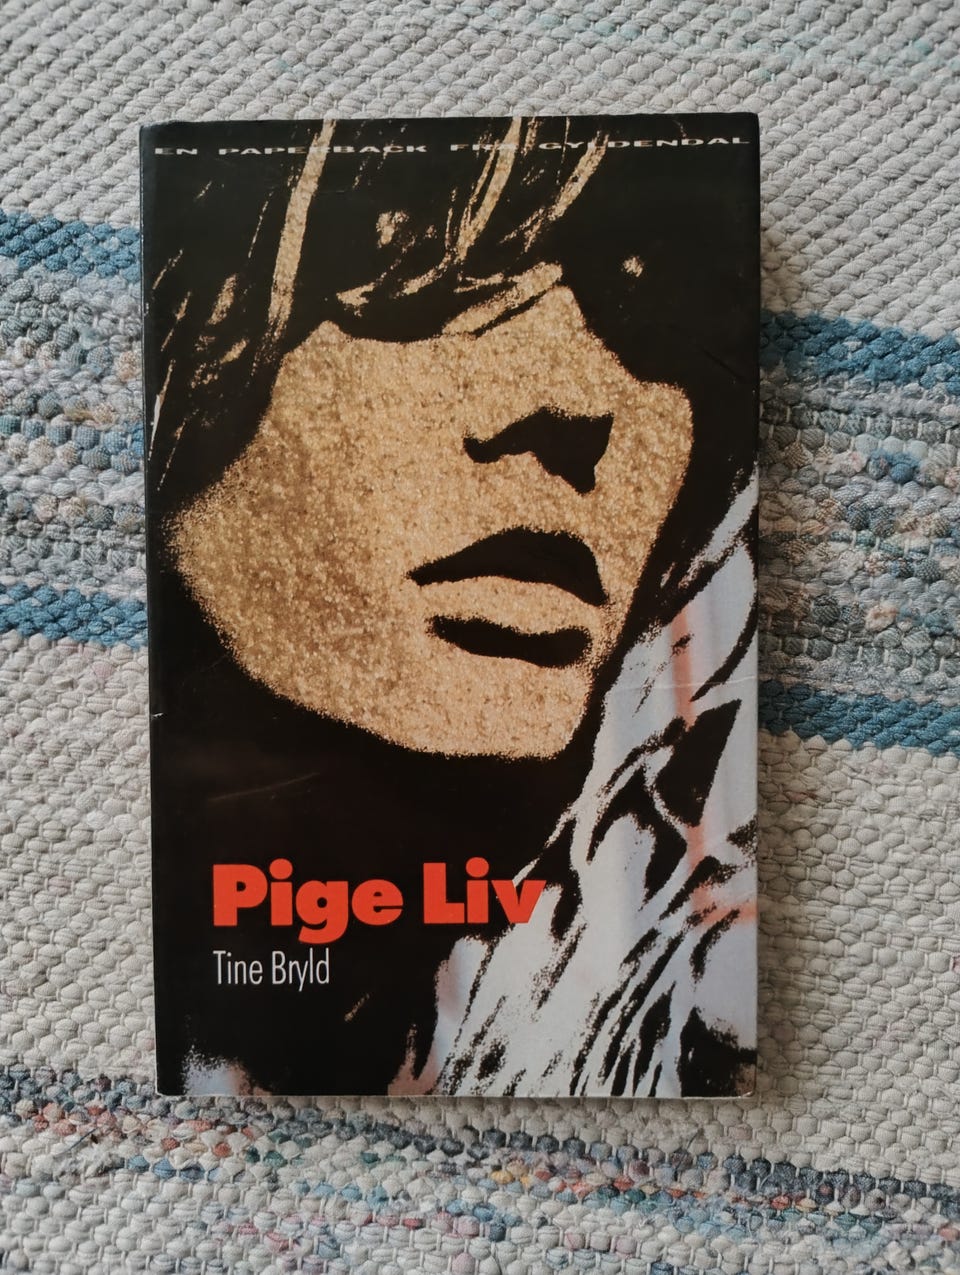 EN PAPERBACK FRA GYLDENDAL
Pige Liv
Tine Bryld